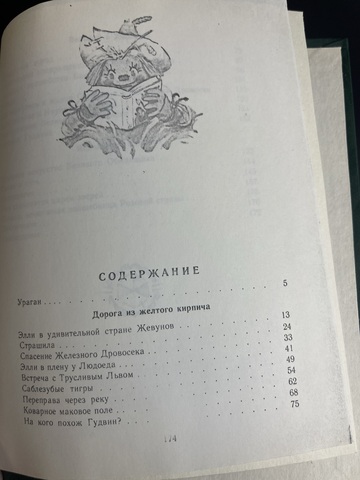 СОДЕРЖАНИЕ
Ураган . . . . . . . . . . . . . . . . 5
Дорога из желтого кирпича
Элли в удивительной стране Жевунов . . . . . 13
Страшила . . . . . . . . . . . . . . . 24
Спасение Железного Дровосека . . . . . . . 33
Элли в плену у Людоеда . . . . . . . . . 41
Встреча с Трусливым Львом . . . . . . . . 49
Саблезубые тигры . . . . . . . . . . . . 54
Переправа через реку . . . . . . . . . . 62
Коварное маковое поле . . . . . . . . . . 68
На кого похож Гудвин? . . . . . . . . . . 75
174